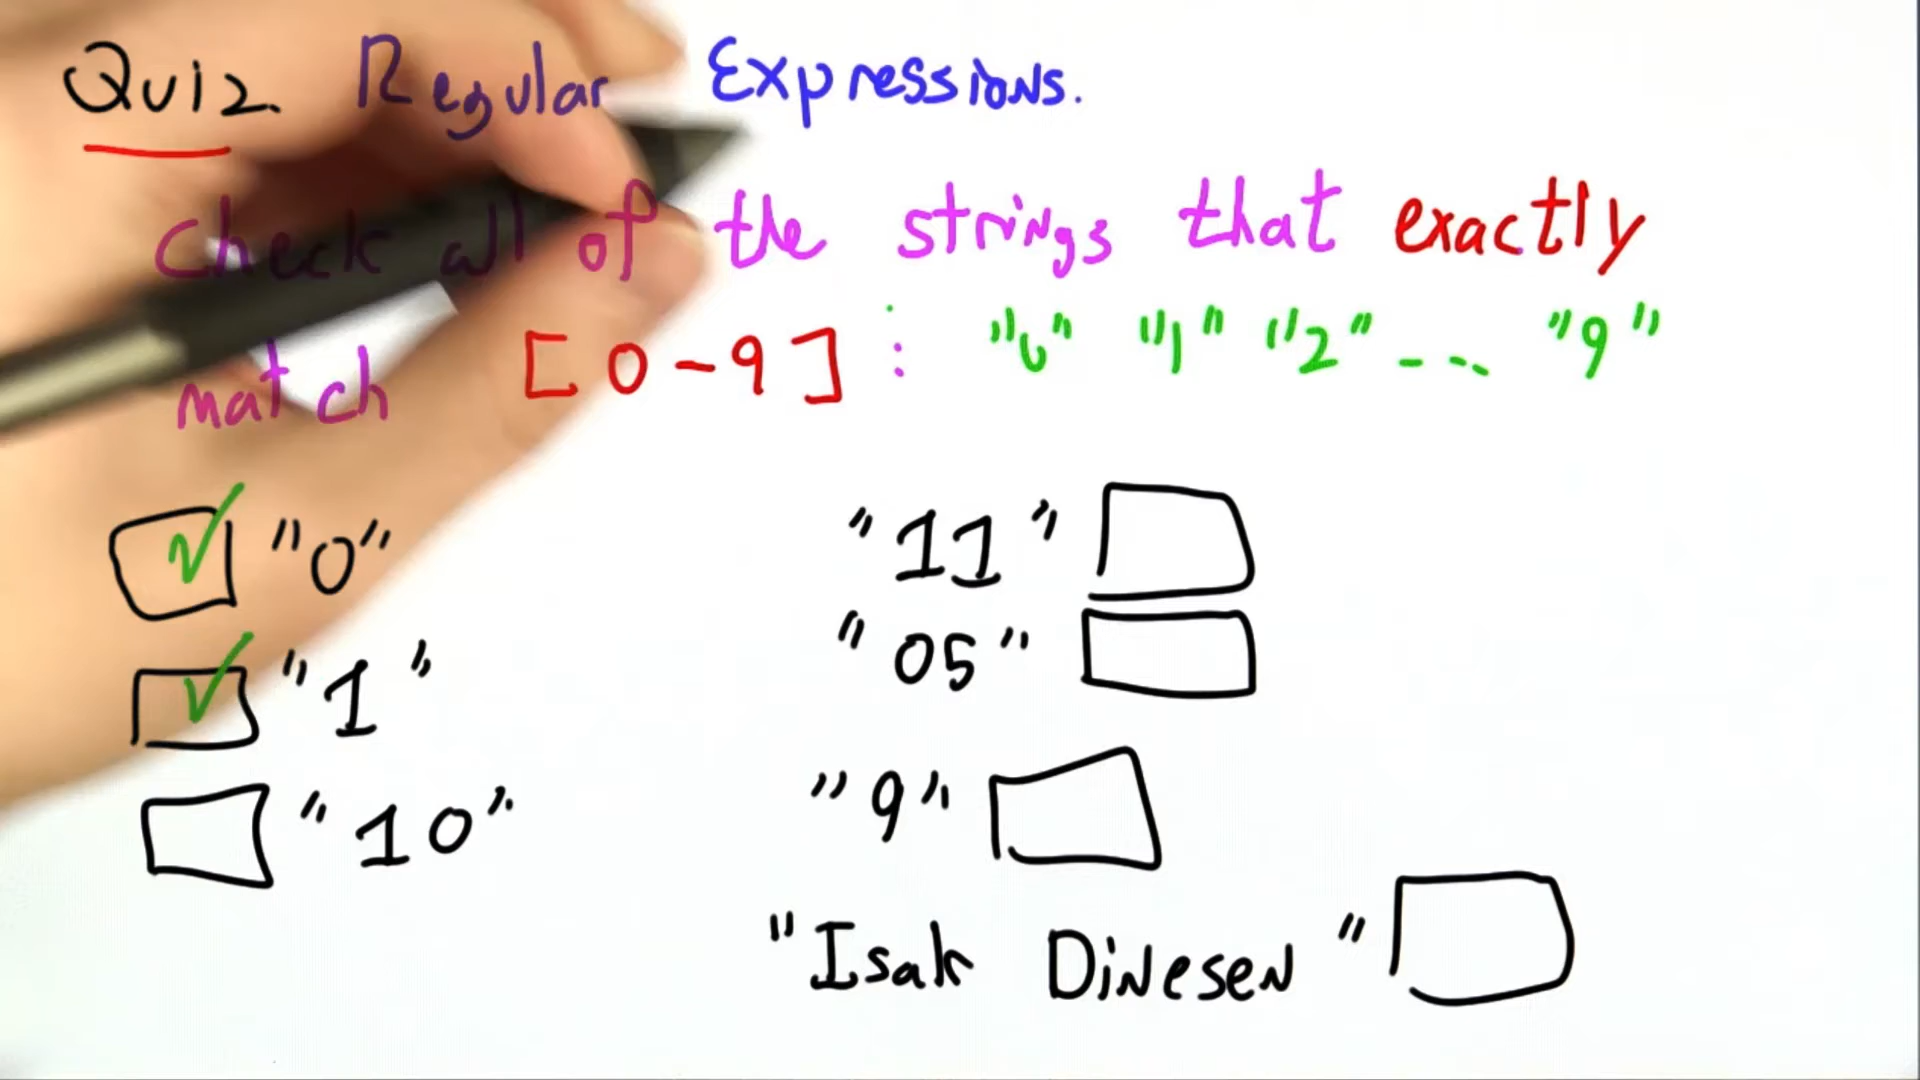 Quiz. Regular Expressions.
Check all of the strings that exactly
match [0-9]: "0" "1" "2" --- "9"
"0"
"1"
"10"
"11"
"05"
"9"
"Isak Dinesen"